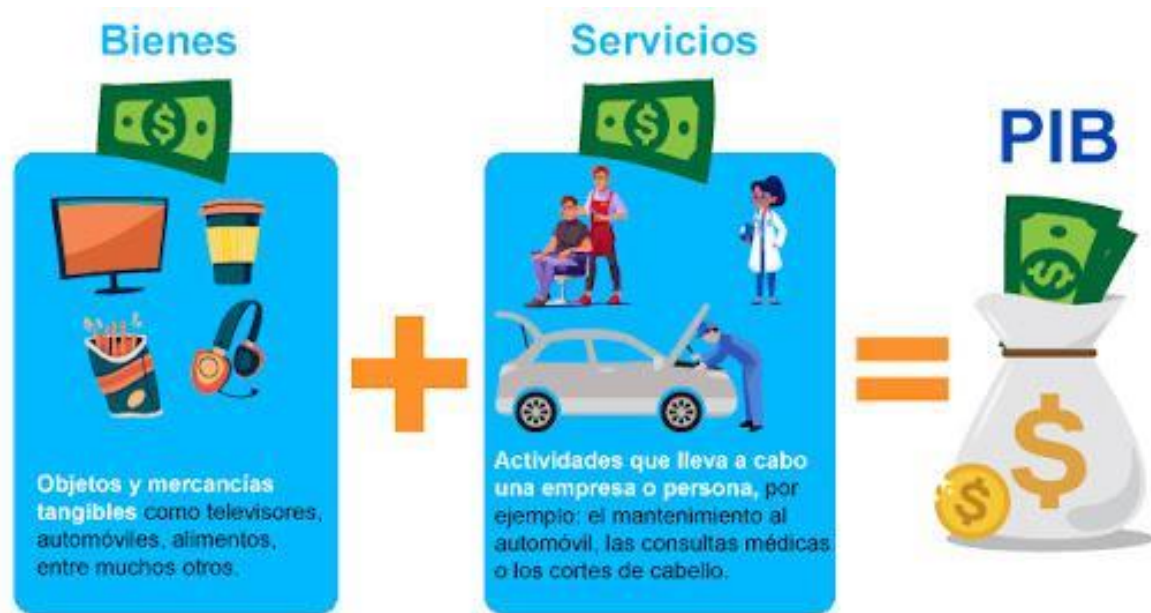 Bienes
Objetos y mercancías
tangibles como televisores,
automóviles, alimentos,
entre muchos otros.
Servicios
Actividades que lleva a cabo
una empresa o persona, por
ejemplo: el mantenimiento al
automóvil, las consultas médicas
o los cortes de cabello.
PIB
$
$
$
$
$